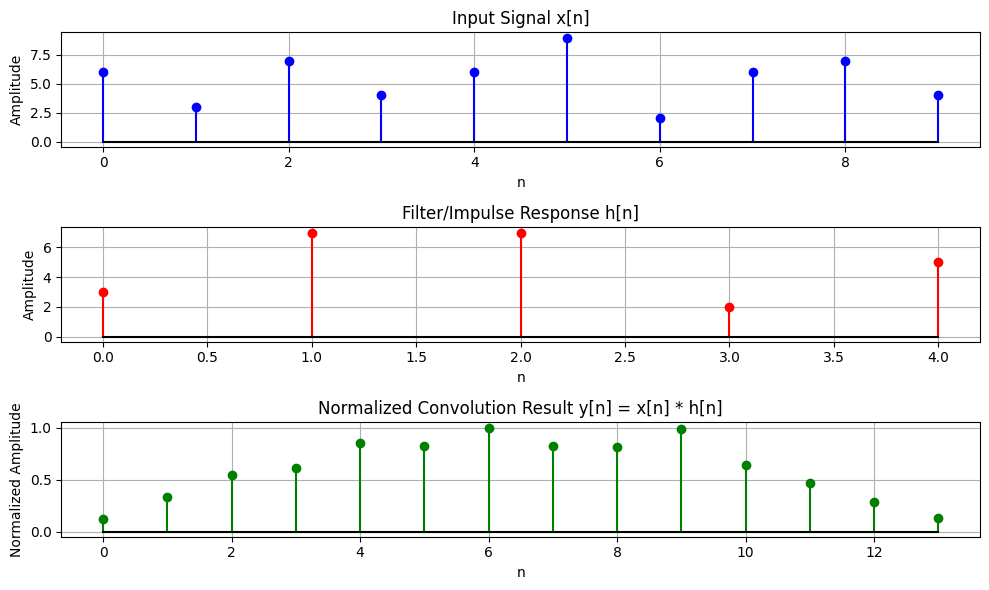 Input Signal x[n]
Amplitude
7.5
5.0
2.5
0.0
0 2 4 6 8
n
Filter/Impulse Response h[n]
Amplitude
6
4
2
0
0.0 0.5 1.0 1.5 2.0 2.5 3.0 3.5 4.0
n
Normalized Convolution Result y[n] = x[n] * h[n]
Normalized Amplitude
1.0
0.5
0.0
0 2 4 6 8 10 12
n